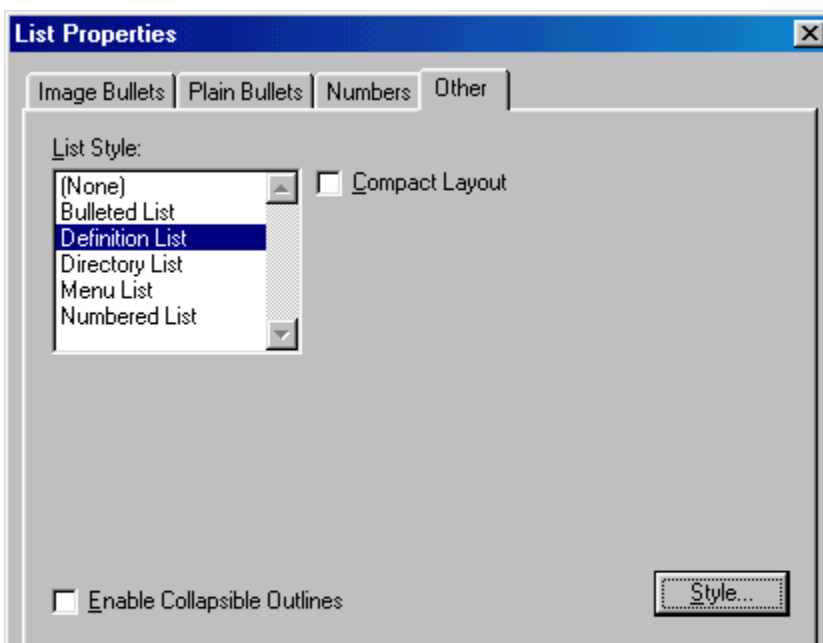 List Properties
Image Bullets Plain Bullets Numbers Other
List Style:
(None)
Bulleted List
Definition List
Directory List
Menu List
Numbered List
Compact Layout
Enable Collapsible Outlines
Style...